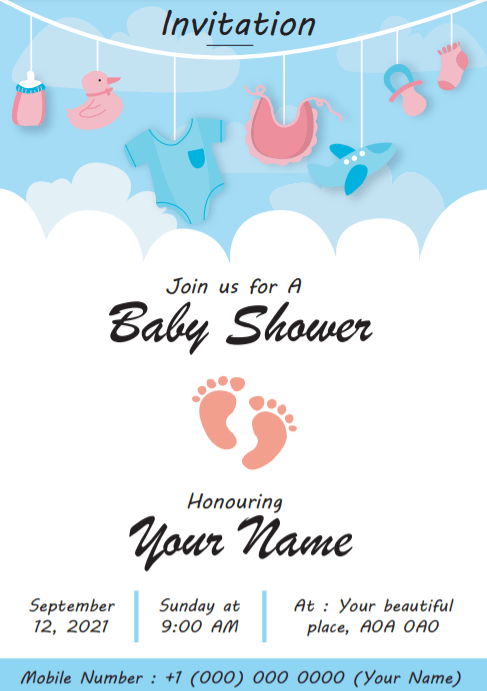 Invitation
Join us for A
Baby Shower
Honouring
Your Name
September
12, 2021
Sunday at
9:00 AM
At : Your beautiful
place, A0A 0A0
Mobile Number : +1 (000) 000 0000 (Your Name)